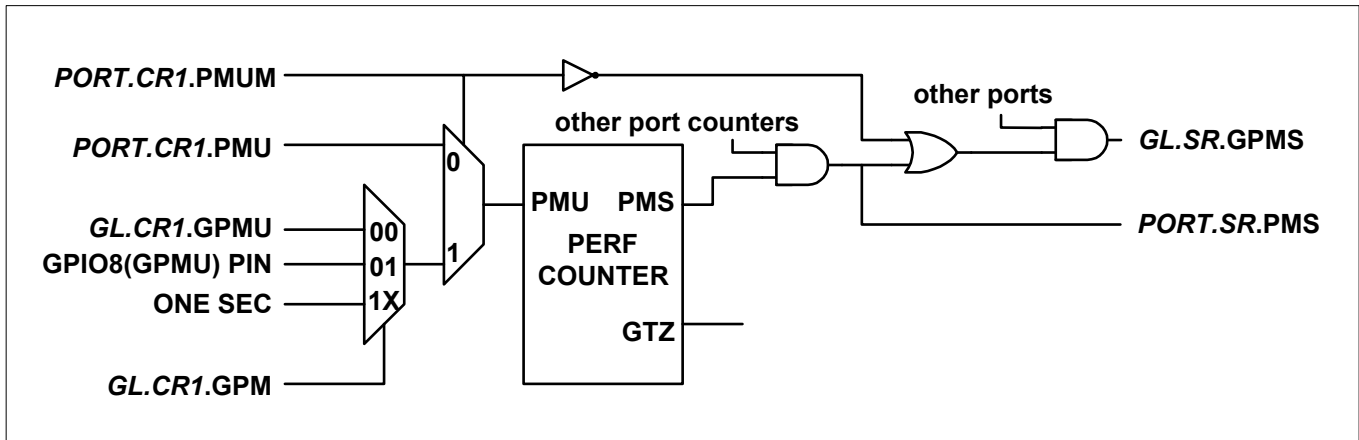 PORT.CR1.PMUM
other ports
other port counters
GL.SR.GPMS
PORT.CR1.PMU
0
PMU
PMS
PORT.SR.PMS
GL.CR1.GPMU
00
1
PERF
COUNTER
GPIO8(GPMU) PIN
01
ONE SEC
1X
GTZ
GL.CR1.GPM